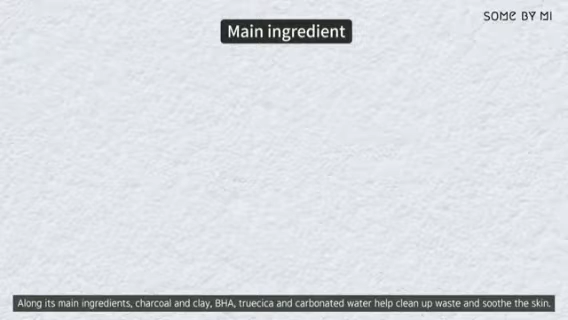 SOME BY MI
Main ingredient
Along its main ingredients, charcoal and clay, BHA, truecica and carbonated water help clean up waste and soothe the skin.